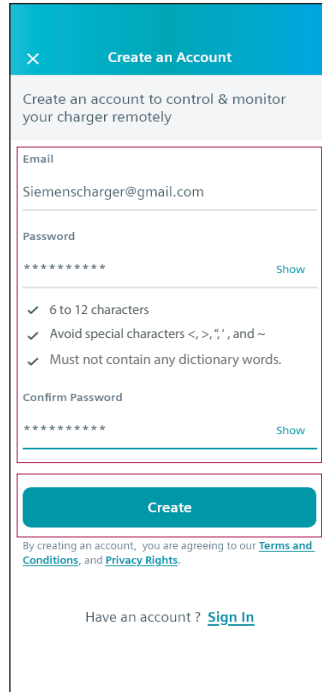 Create an Account
Create an account to control & monitor
your charger remotely
Email
Siemenscharger@gmail.com
Password
**********
Show
6 to 12 characters
Avoid special characters <, >, “, ‘ , and ~
Must not contain any dictionary words.
Confirm Password
**********
Show
Create
By creating an account, you are agreeing to our Terms and
Conditions, and Privacy Rights.
Have an account ? Sign In